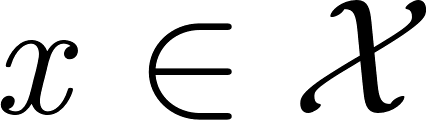 x ∈ 𝒳